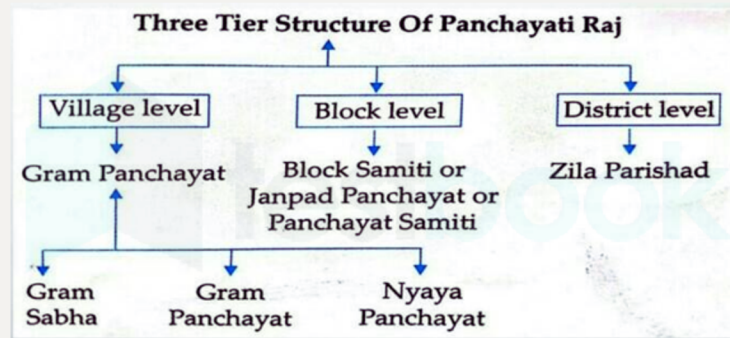 Three Tier Structure Of Panchayati Raj
Village level
Block level
District level
Gram Panchayat
Block Samiti or
Janpad Panchayat or
Panchayat Samiti
Zila Parishad
Gram
Sabha
Gram
Panchayat
Nyaya
Panchayat
testbook